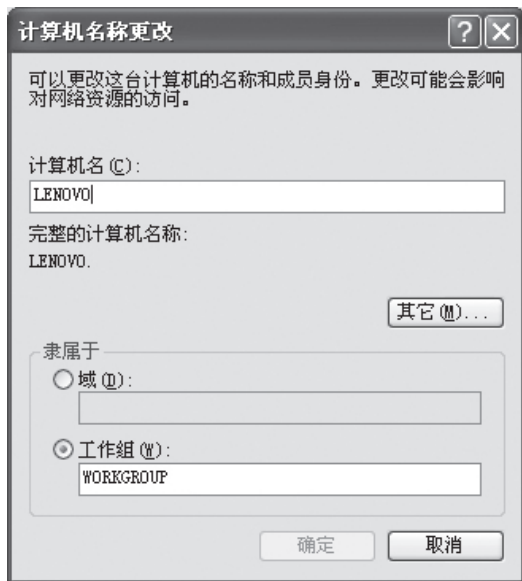 计算机名称更改
可以更改这台计算机的名称和成员身份。更改可能会影响
对网络资源的访问。
计算机名(C):
LENOVO
完整的计算机名称:
LENOVO.
其它(M)...
隶属于
域(D):
工作组(W):
WORKGROUP
确定
取消